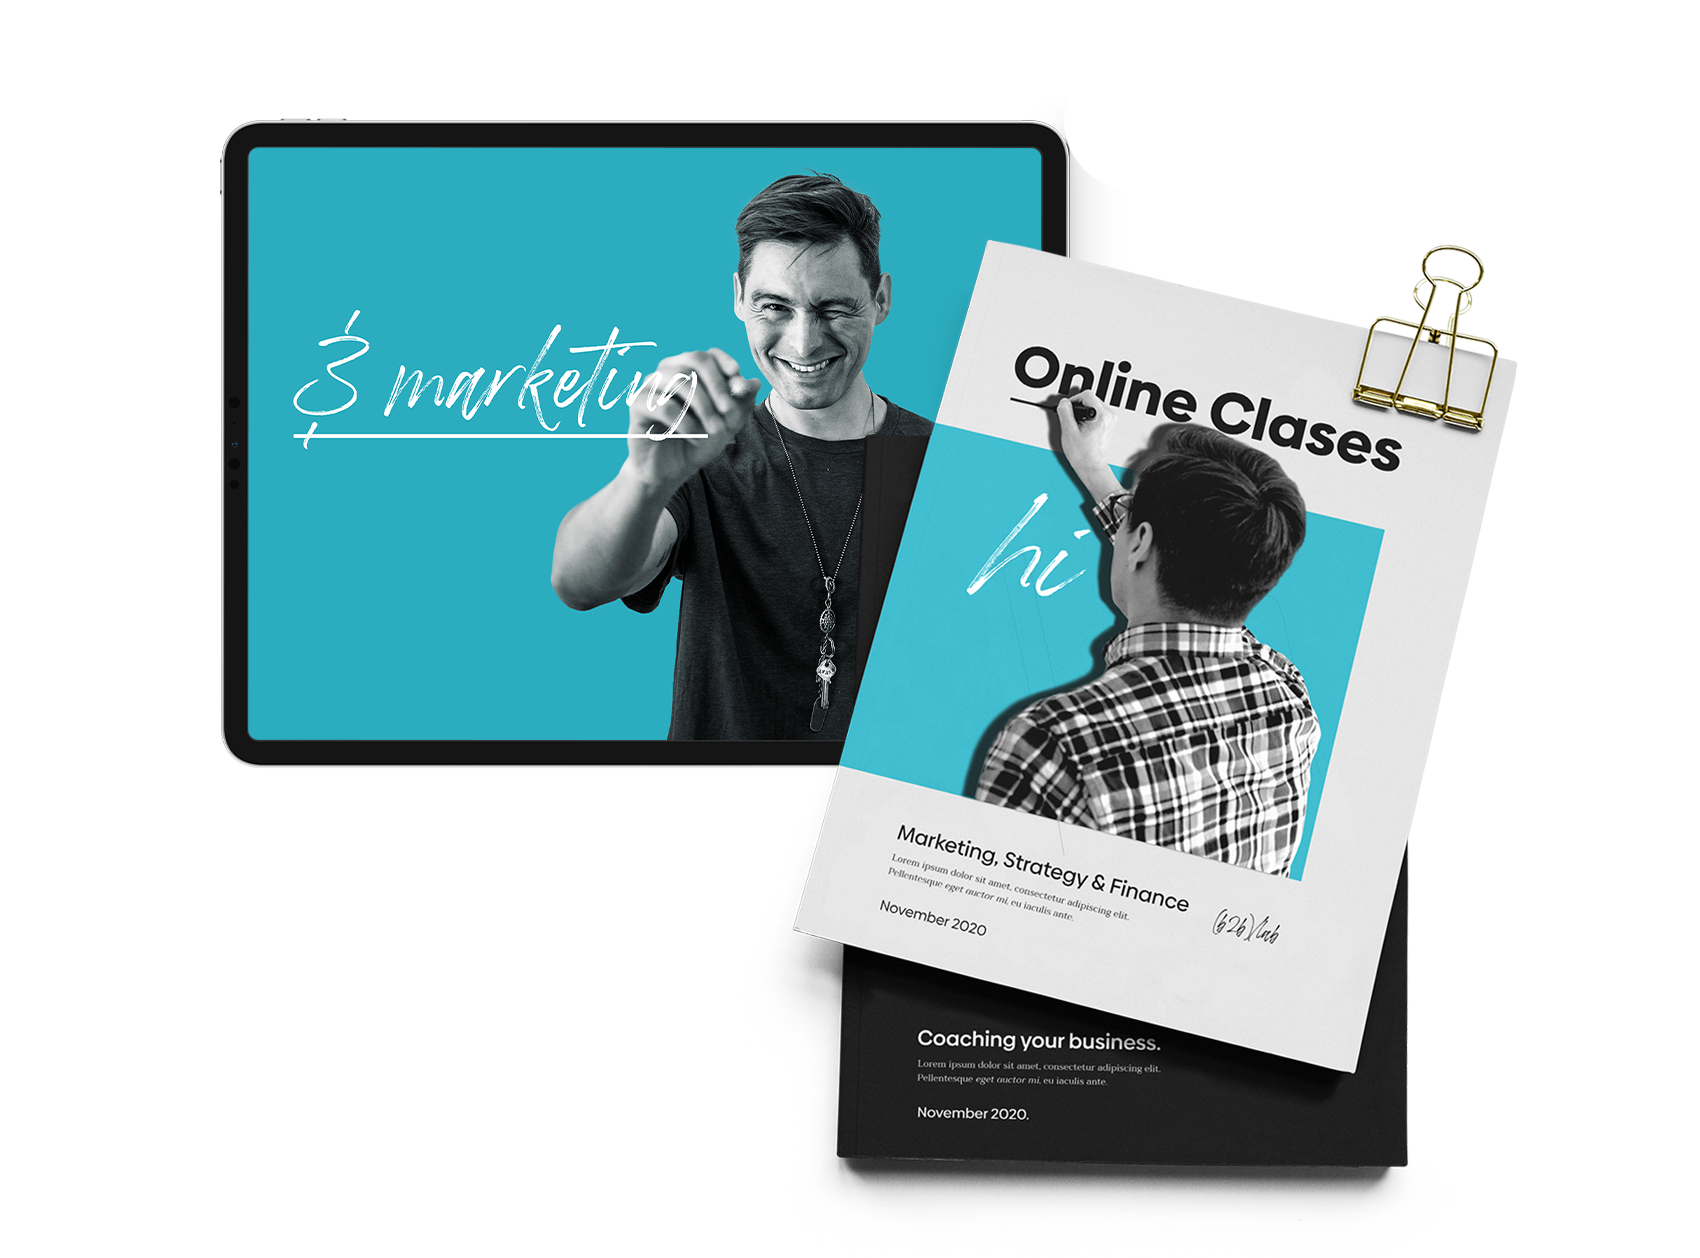 & marketing
Online Clases
hi
Marketing, Strategy & Finance
Lorem ipsum dolor sit amet, consectetur adipiscing elit.
Pellentesque eget auctor mi, eu iaculis ante.
November 2020
(b2b)/lab
Coaching your business.
Lorem ipsum dolor sit amet, consectetur adipiscing elit.
Pellentesque eget auctor mi, eu iaculis ante.
November 2020.